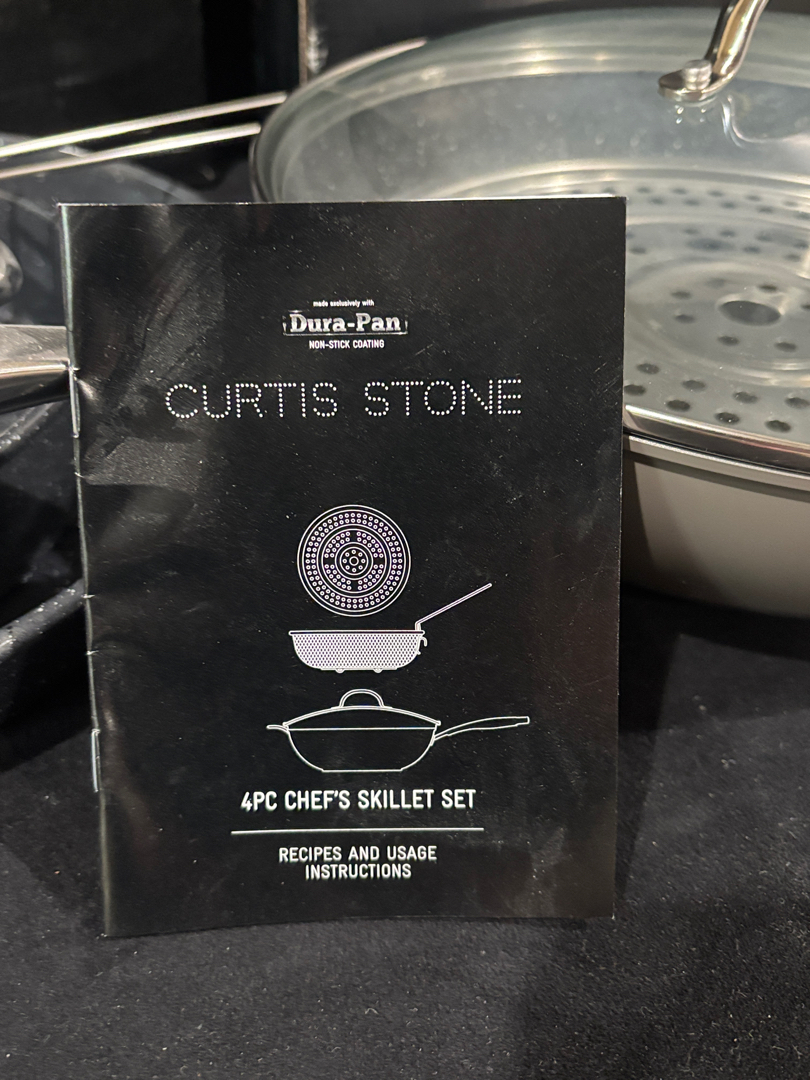 made exclusively with
Dura-Pan
NON-STICK COATING
CURTIS STONE
4PC CHEF'S SKILLET SET
RECIPES AND USAGE
INSTRUCTIONS